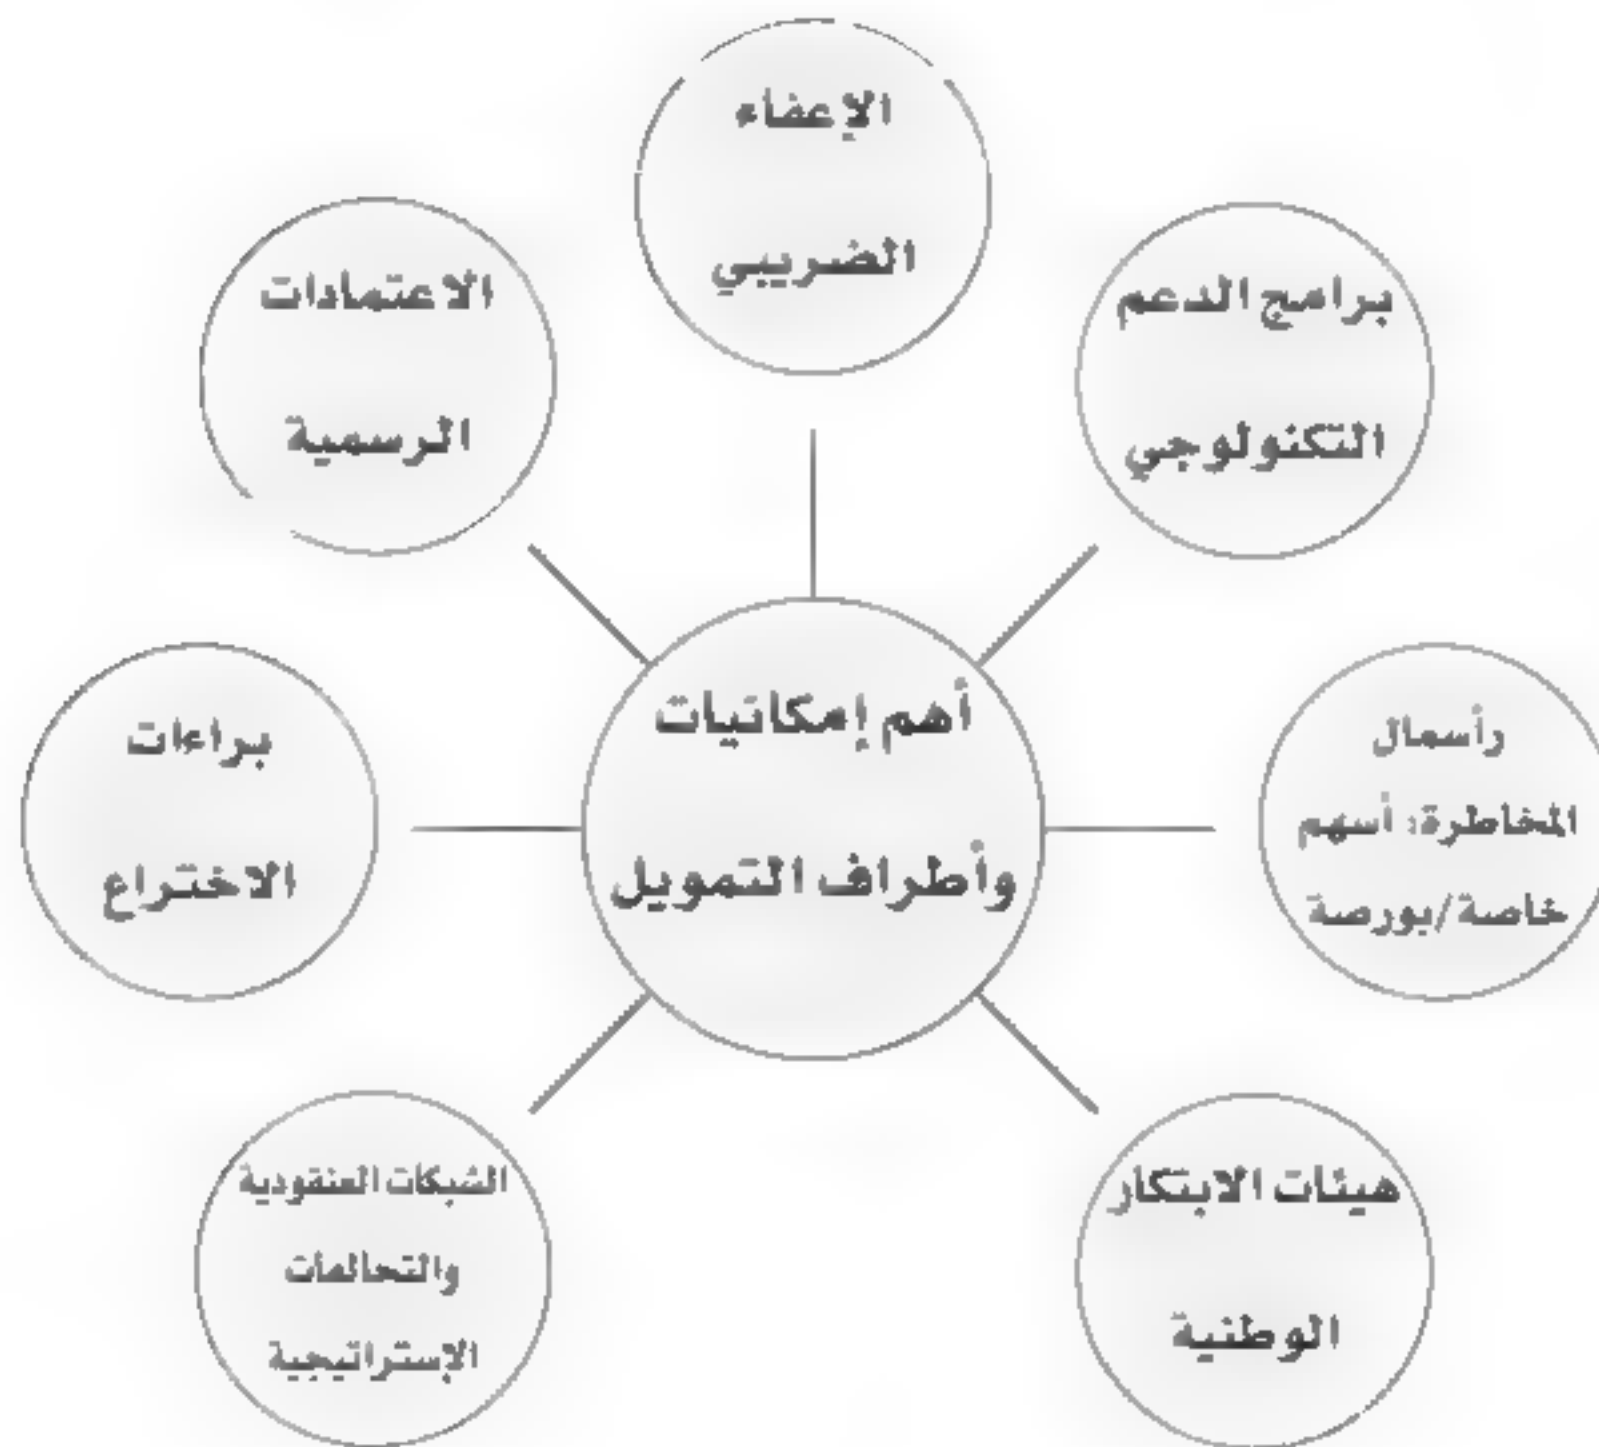 الإعفاء
الضريبي
برامج الدعم
التكنولوجي
رأسمال
المخاطرة: أسهم
خاصة/بورصة
هيئات الابتكار
الوطنية
الشبكات العنقودية
والتحالفات
الإستراتيجية
براءات
الاختراع
الاعتمادات
الرسمية
أهم إمكانيات
وأطراف التمويل